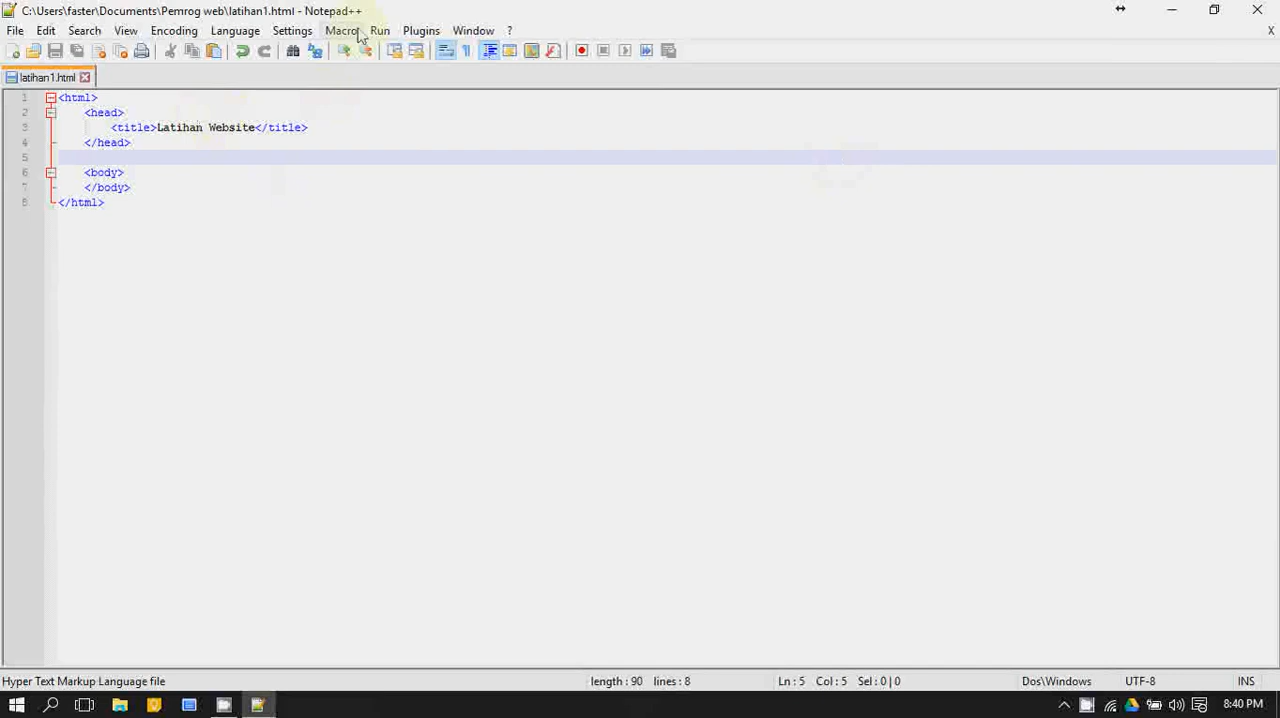 C:\Users\faster\Documents\Pemrog web\latihan1.html - Notepad++
File Edit Search View Encoding Language Settings Macro Run Plugins Window ? X
latihan1.html
1 <html>
2 <head>
3 <title>Latihan Website</title>
4 </head>
5
6 <body>
7 </body>
8 </html>
Hyper Text Markup Language file length : 90 lines : 8 Ln : 5 Col : 5 Sel : 0 | 0 Dos\Windows UTF-8 INS
8:40 PM